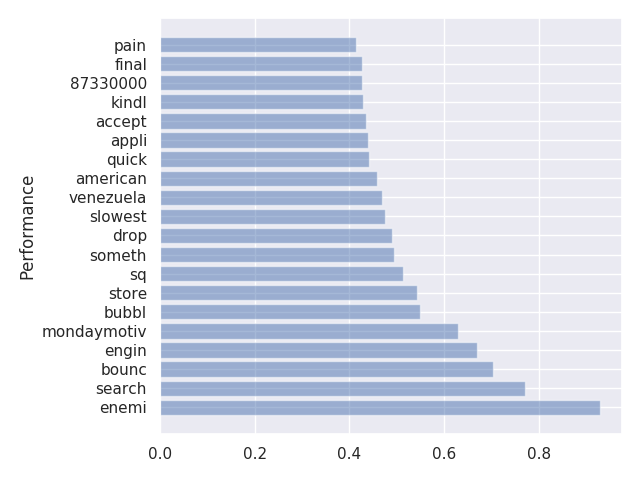 pain
final
87330000
kindl
accept
appli
quick
american
venezuela
slowest
drop
someth
sq
store
bubbl
mondaymotiv
engin
bounc
search
enemi
Performance
0.0 0.2 0.4 0.6 0.8